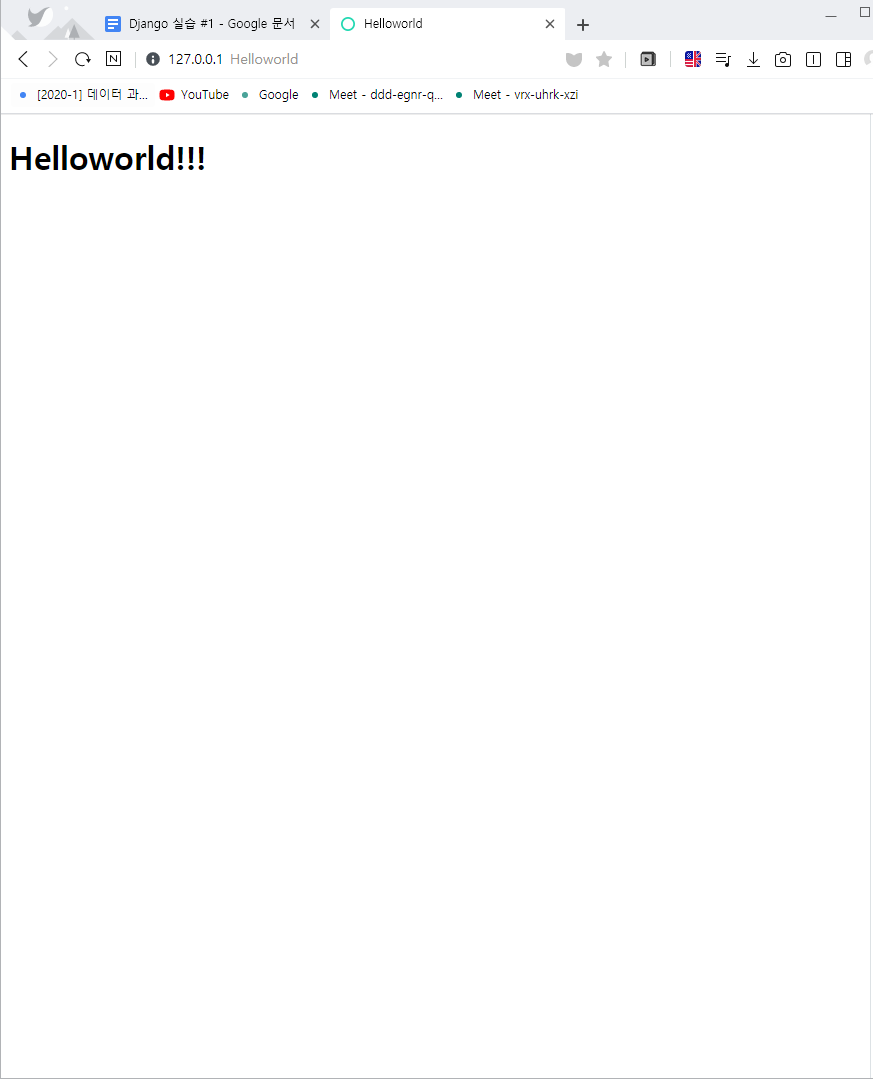 Django 실습 #1 - Google 문서
Helloworld
N 127.0.0.1 Helloworld
[2020-1] 데이터 과... YouTube Google Meet - ddd-egnr-q... Meet - vrx-uhrk-xzi
Helloworld!!!